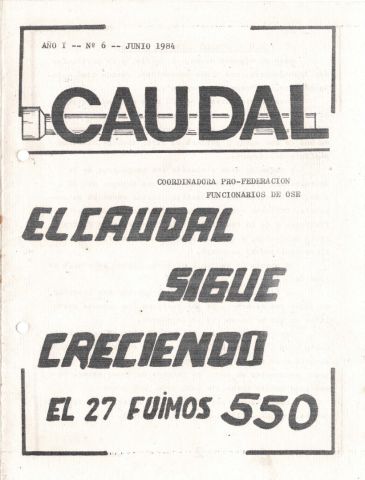 AÑO I -- Nº 6 -- JUNIO 1984
CAUDAL
COORDINADORA PRO-FEDERACION
FUNCIONARIOS DE OSE
EL CAUDAL
SIGUE
CRECIENDO
EL 27 FUIMOS 550